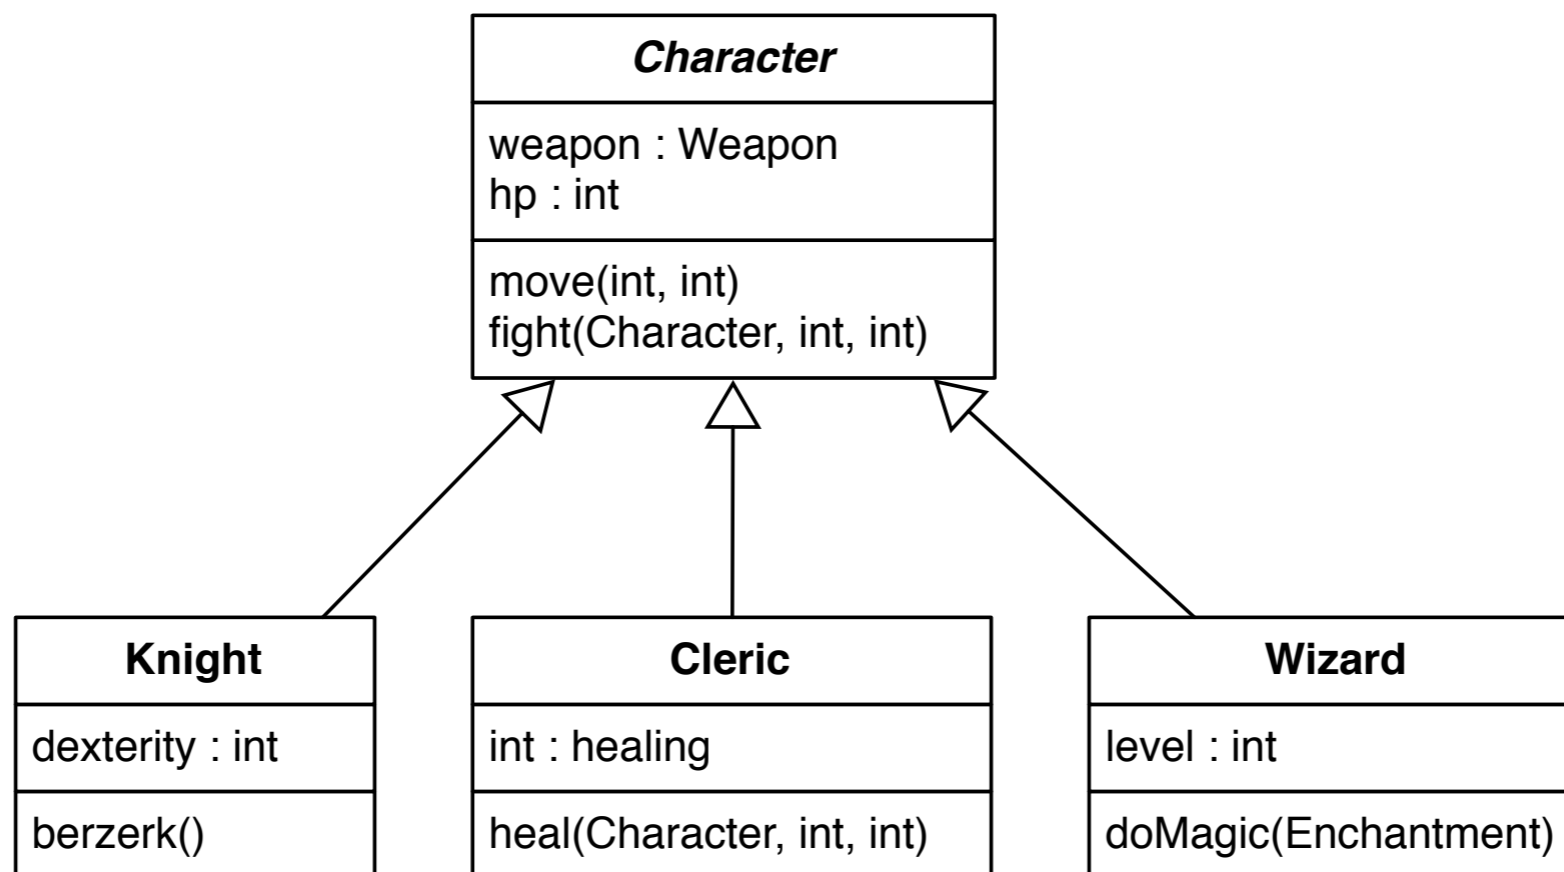 Character
weapon : Weapon
hp : int
move(int, int)
fight(Character, int, int)
Knight
dexterity : int
berzerk()
Cleric
int : healing
heal(Character, int, int)
Wizard
level : int
doMagic(Enchantment)